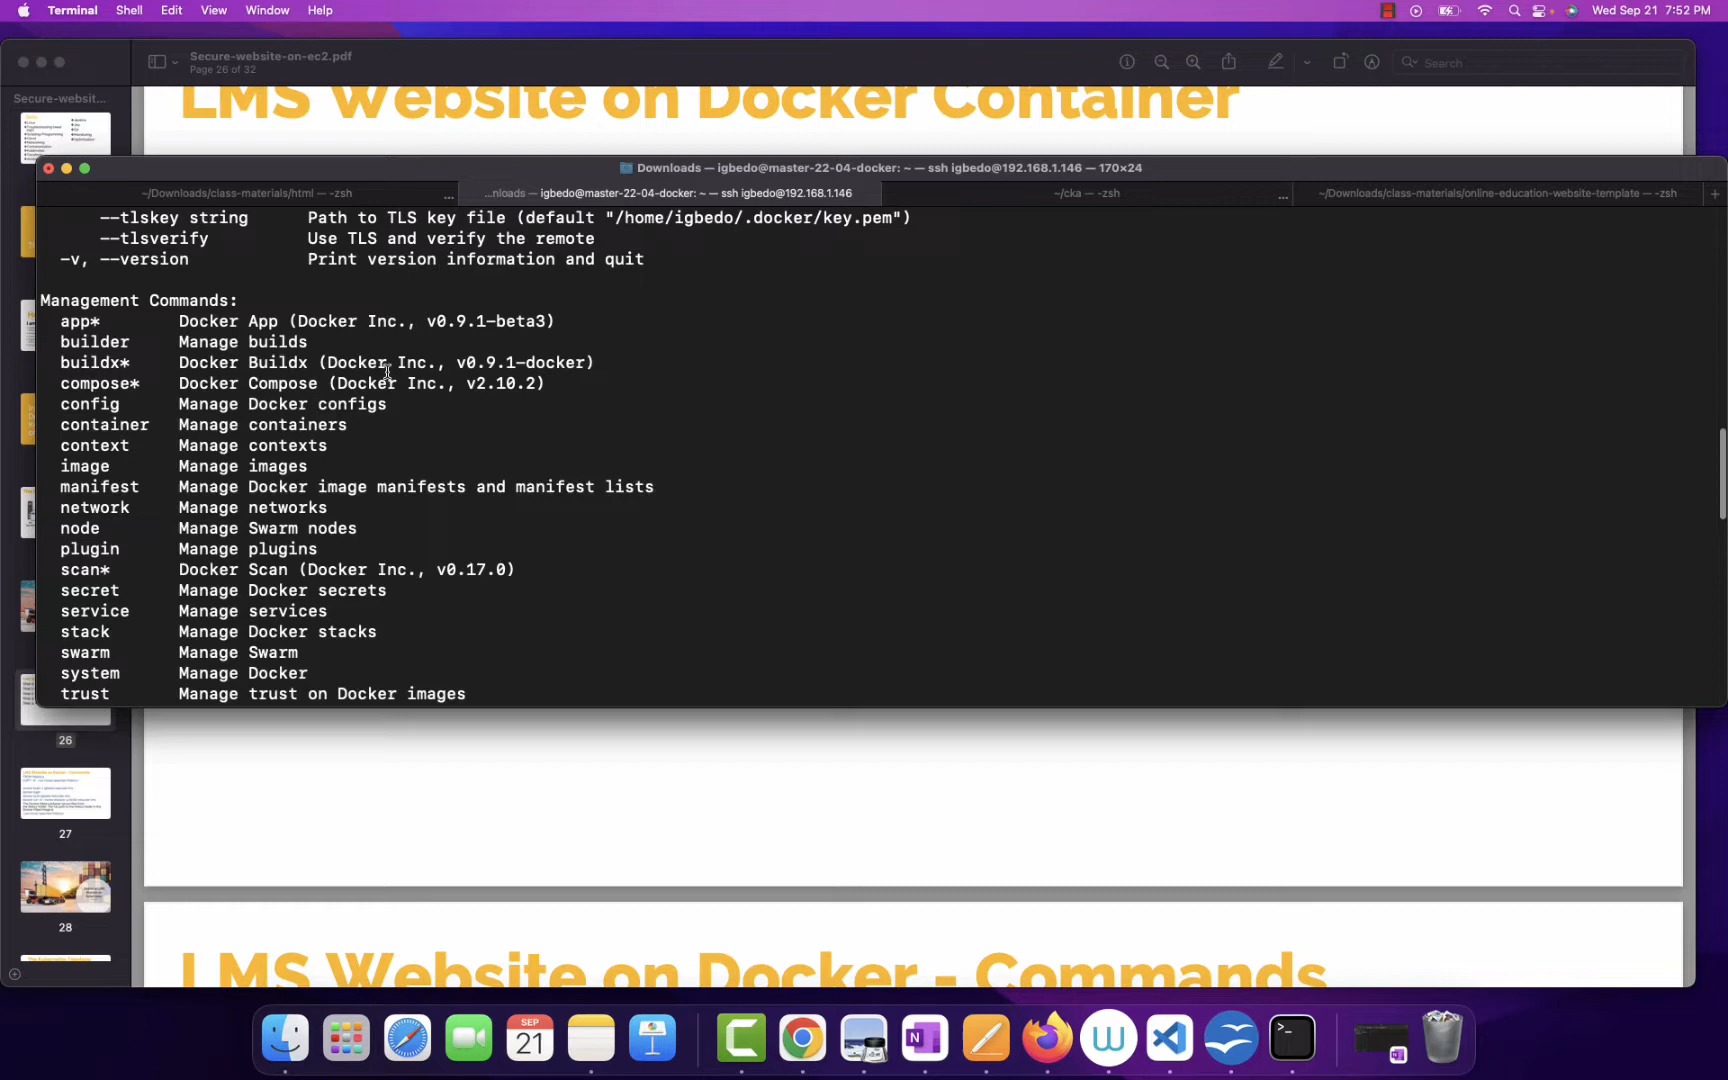 Terminal Shell Edit View Window Help
Wed Sep 21 7:52 PM
Secure-website-on-ec2.pdf
Page 26 of 32
Search
Secure-websit...
LMS Website on Docker Container
Downloads — igbedo@master-22-04-docker: ~ — ssh igbedo@192.168.1.146 — 170×24
~/Downloads/class-materials/html — -zsh
...nloads — igbedo@master-22-04-docker: ~ — ssh igbedo@192.168.1.146
~/cka — -zsh
~/Downloads/class-materials/online-education-website-template — -zsh
--tlskey string Path to TLS key file (default "/home/igbedo/.docker/key.pem")
--tlsverify Use TLS and verify the remote
-v, --version Print version information and quit
Management Commands:
app* Docker App (Docker Inc., v0.9.1-beta3)
builder Manage builds
buildx* Docker Buildx (Docker Inc., v0.9.1-docker)
compose* Docker Compose (Docker Inc., v2.10.2)
config Manage Docker configs
container Manage containers
context Manage contexts
image Manage images
manifest Manage Docker image manifests and manifest lists
network Manage networks
node Manage Swarm nodes
plugin Manage plugins
scan* Docker Scan (Docker Inc., v0.17.0)
secret Manage Docker secrets
service Manage services
stack Manage Docker stacks
swarm Manage Swarm
system Manage Docker
trust Manage trust on Docker images
26
27
28
LMS Website on Docker - Commands
SEP
21